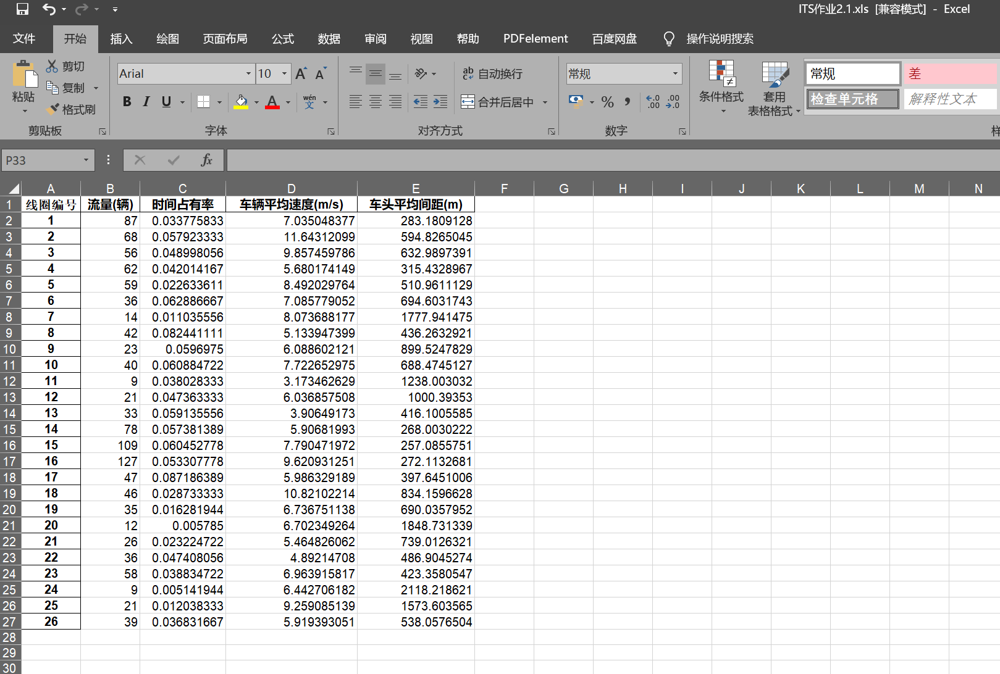 ITS作业2.1.xls [兼容模式] - Excel
文件 开始 插入 绘图 页面布局 公式 数据 审阅 视图 帮助 PDFelement 百度网盘 操作说明搜索
粘贴 剪切 复制 格式刷 剪贴板
Arial 10 A A
B I U A wén 文
字体
ab 自动换行
合并后居中
对齐方式
常规
% , .0 .00 .00 .0
数字
条件格式 套用
表格格式
常规 差
检查单元格 解释性文本
样
P33 fx
A B C D E F G H I J K L M N
1 线圈编号 流量(辆) 时间占有率 车辆平均速度(m/s) 车头平均间距(m)
2 1 87 0.033775833 7.035048377 283.1809128
3 2 68 0.057923333 11.64312099 594.8265045
4 3 56 0.048998056 9.857459786 632.9897391
5 4 62 0.042014167 5.680174149 315.4328967
6 5 59 0.022633611 8.492029764 510.9611129
7 6 36 0.062886667 7.085779052 694.6031743
8 7 14 0.011035556 8.073688177 1777.941475
9 8 42 0.082441111 5.133947399 436.2632921
10 9 23 0.0596975 6.088602121 899.5247829
11 10 40 0.060884722 7.722652975 688.4745127
12 11 9 0.038028333 3.173462629 1238.003032
13 12 21 0.047363333 6.036857508 1000.39353
14 13 33 0.059135556 3.90649173 416.1005585
15 14 78 0.057381389 5.90681993 268.0030222
16 15 109 0.060452778 7.790471972 257.0855751
17 16 127 0.053307778 9.620931251 272.1132681
18 17 47 0.087186389 5.986329189 397.6451006
19 18 46 0.028733333 10.82102214 834.1596628
20 19 35 0.016281944 6.736751138 690.0357952
21 20 12 0.005785 6.702349264 1848.731339
22 21 26 0.023224722 5.464826062 739.0126321
23 22 36 0.047408056 4.89214708 486.9045274
24 23 58 0.038834722 6.963915817 423.3580547
25 24 9 0.005141944 6.442706182 2118.218621
26 25 21 0.012038333 9.259085139 1573.603565
27 26 39 0.036831667 5.919393051 538.0576504
28
29
30